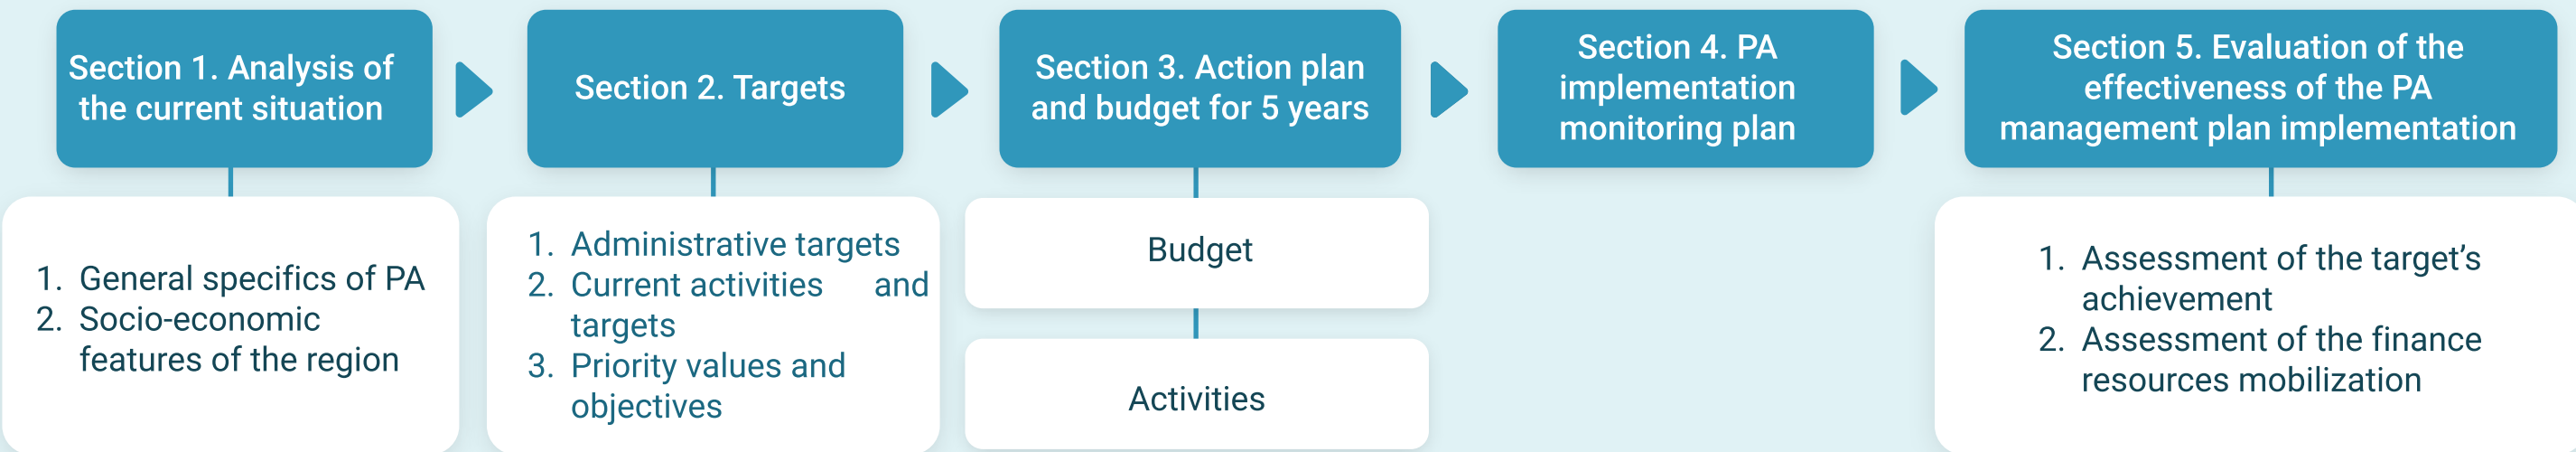 Section 1. Analysis of
the current situation
Section 2. Targets
Section 3. Action plan
and budget for 5 years
Section 4. PA
implementation
monitoring plan
Section 5. Evaluation of the
effectiveness of the PA
management plan implementation
1. General specifics of PA
2. Socio-economic
features of the region
1. Administrative targets
2. Current activities and
targets
3. Priority values and
objectives
Budget
Activities
1. Assessment of the target’s
achievement
2. Assessment of the finance
resources mobilization